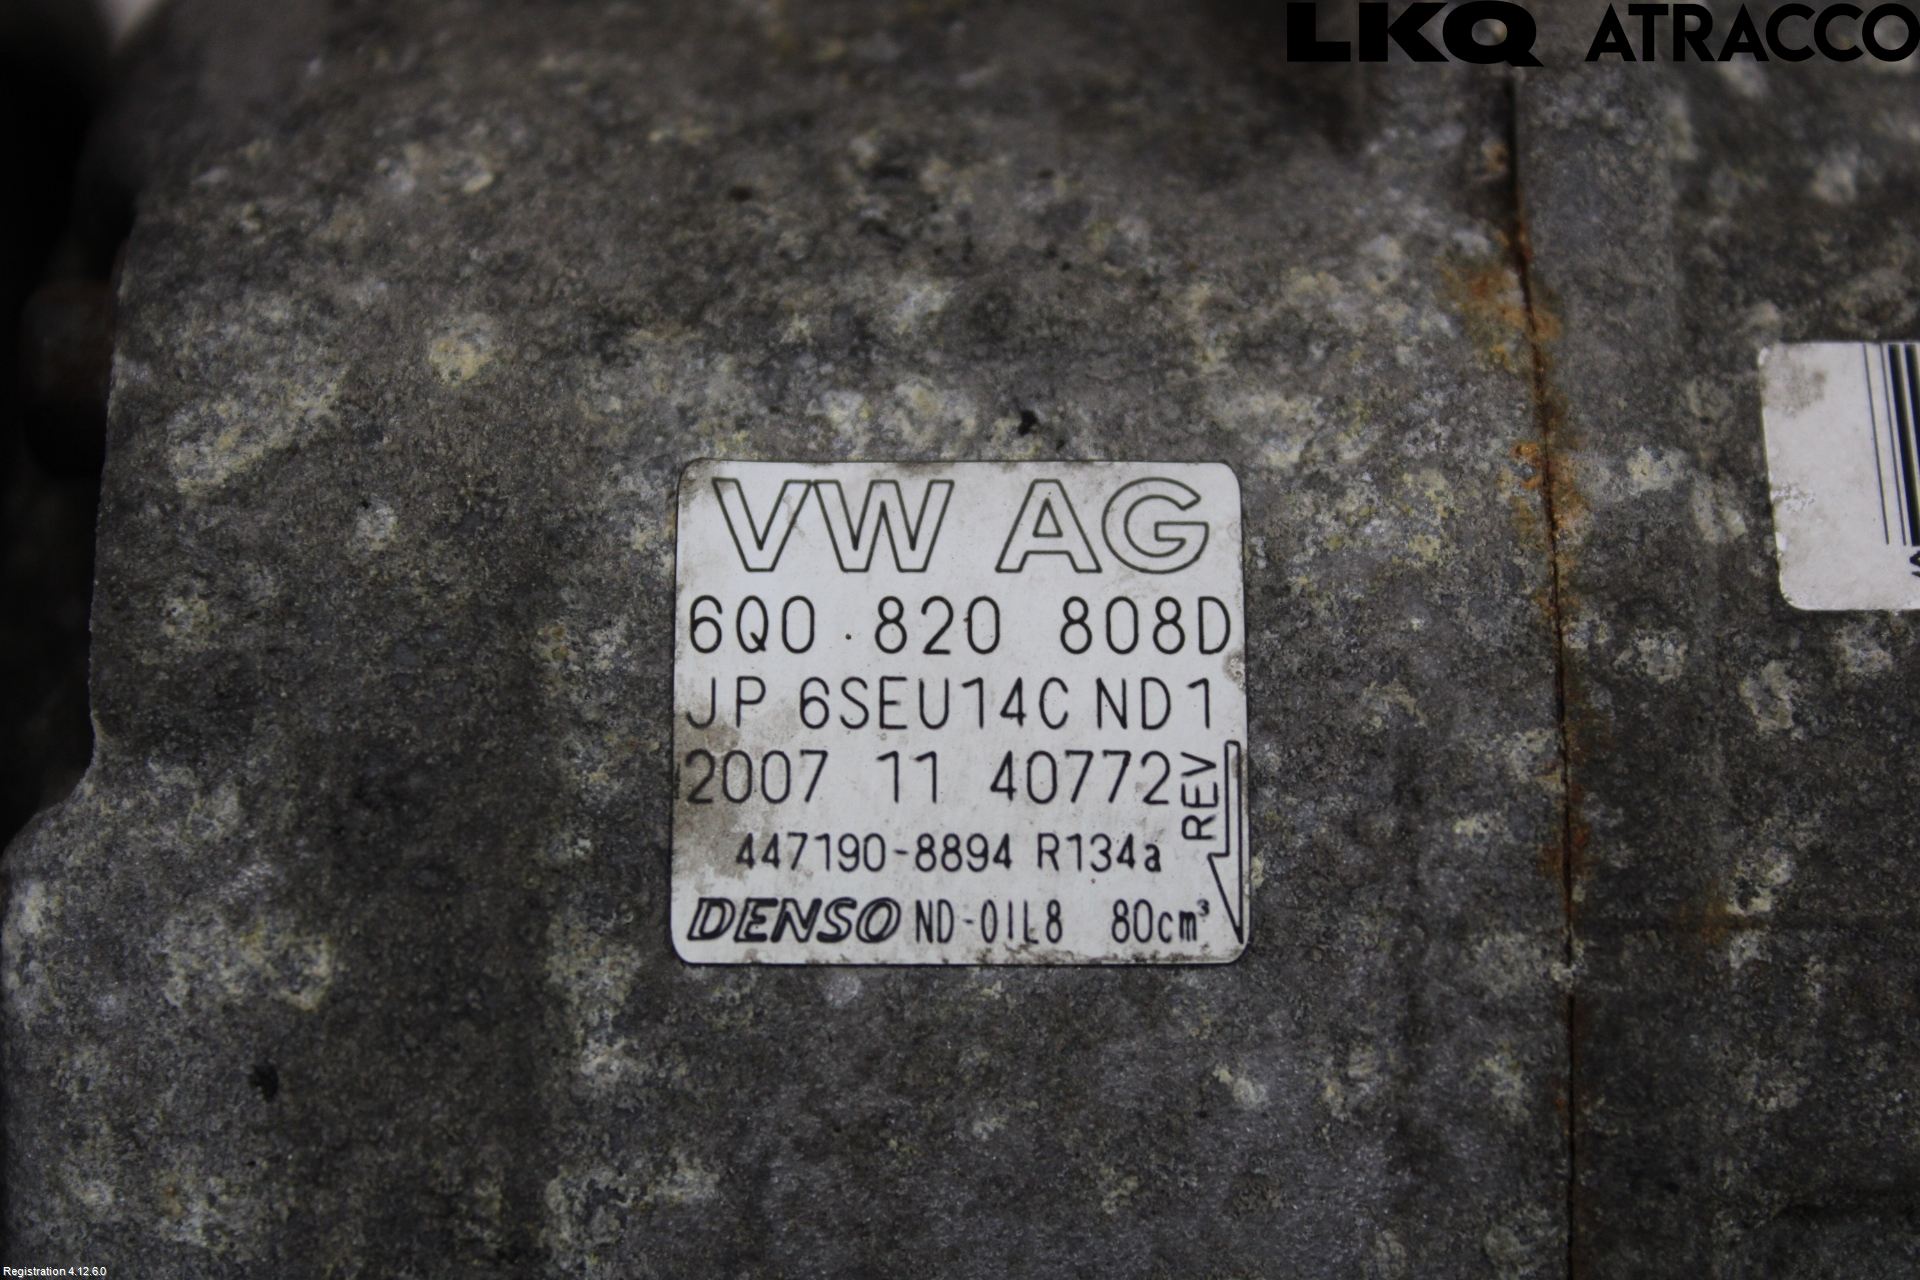 LKQ ATRACCO
VW AG
6Q0 820 808D
JP 6SEU14C ND1
2007 11 40772
REV
447190-8894 R134a
DENSO ND-OIL8 80cm³
Registration 4.12.6.0